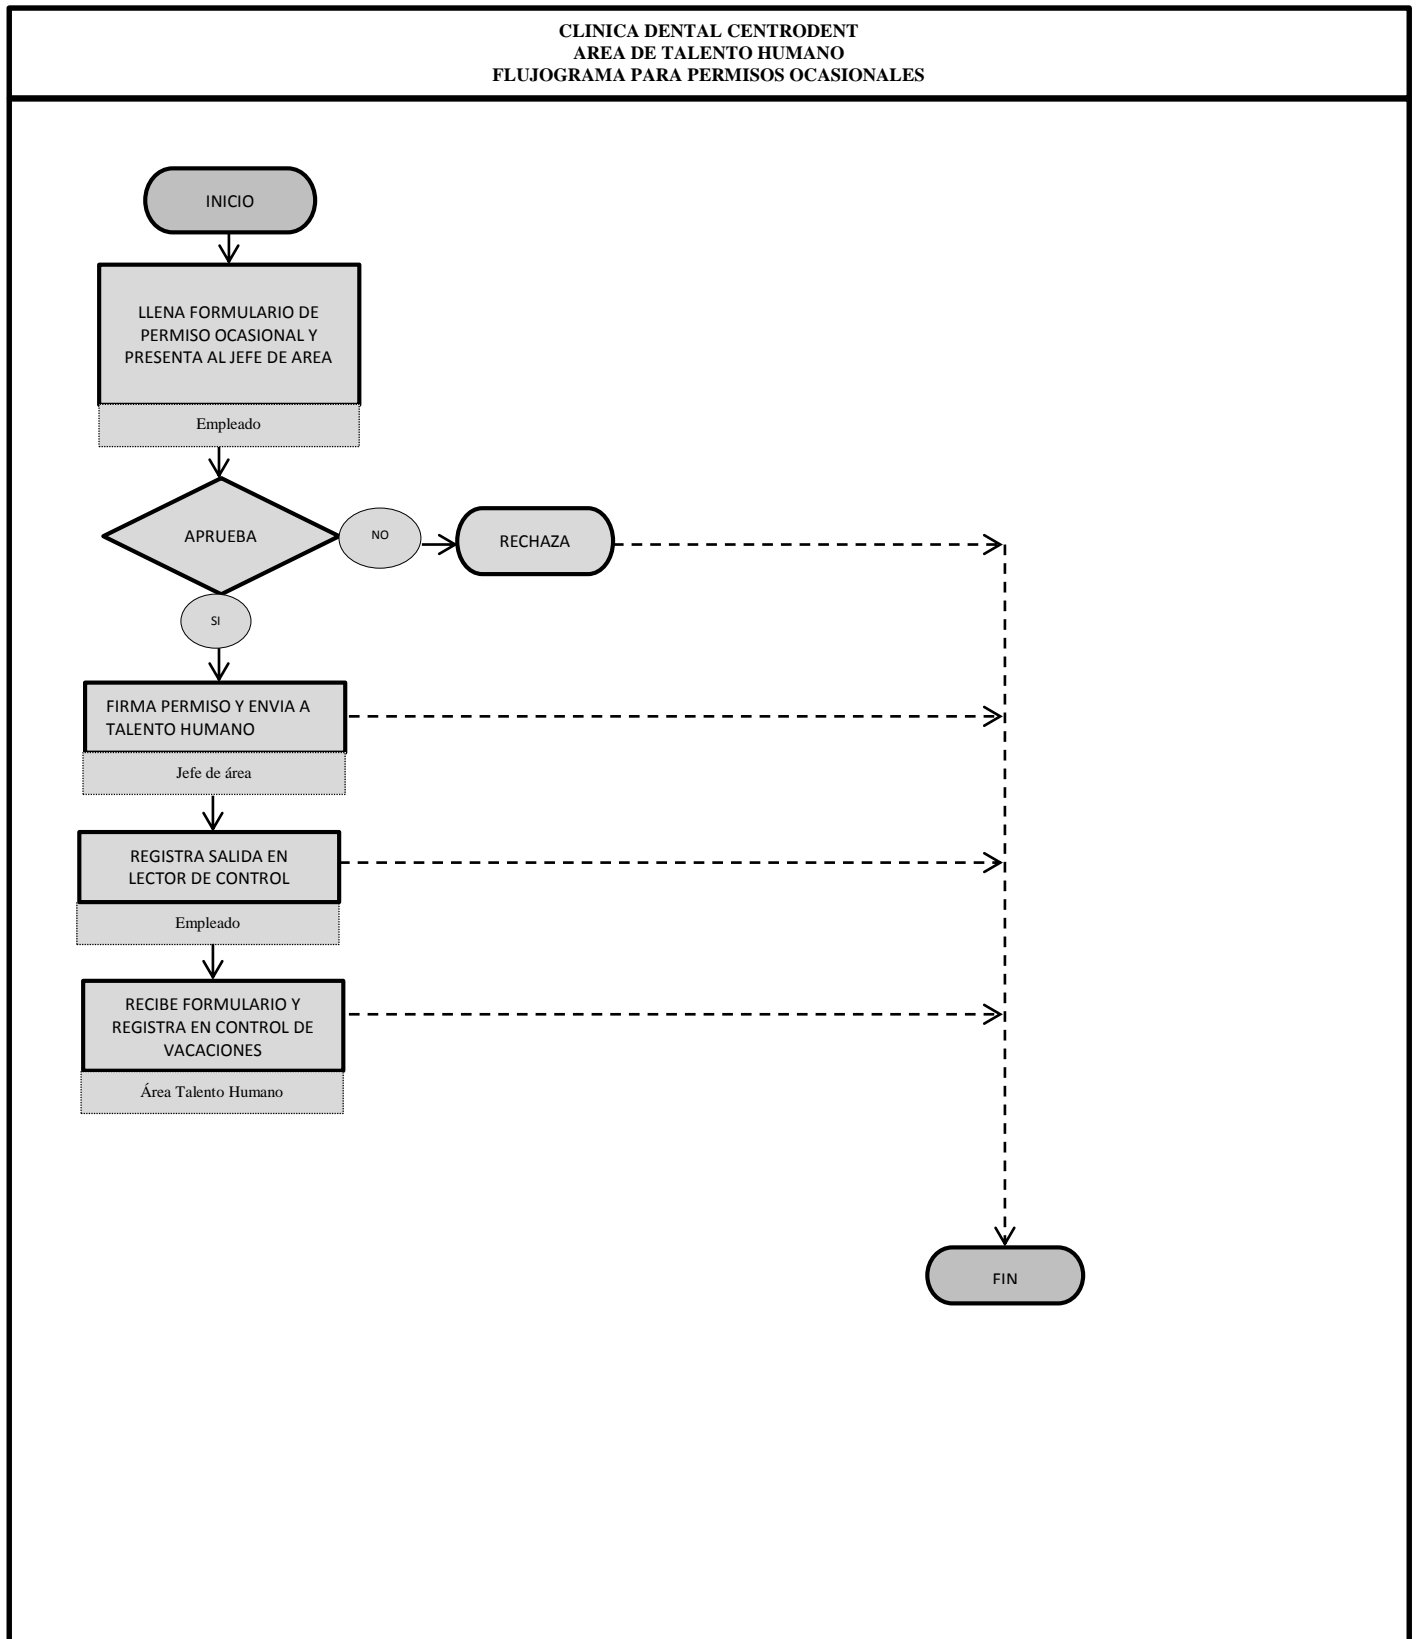 CLINICA DENTAL CENTRODENT
AREA DE TALENTO HUMANO
FLUJOGRAMA PARA PERMISOS OCASIONALES
INICIO
LLENA FORMULARIO DE
PERMISO OCASIONAL Y
PRESENTA AL JEFE DE AREA
Empleado
APRUEBA
NO
RECHAZA
SI
FIRMA PERMISO Y ENVIA A
TALENTO HUMANO
Jefe de área
REGISTRA SALIDA EN
LECTOR DE CONTROL
Empleado
RECIBE FORMULARIO Y
REGISTRA EN CONTROL DE
VACACIONES
Área Talento Humano
FIN